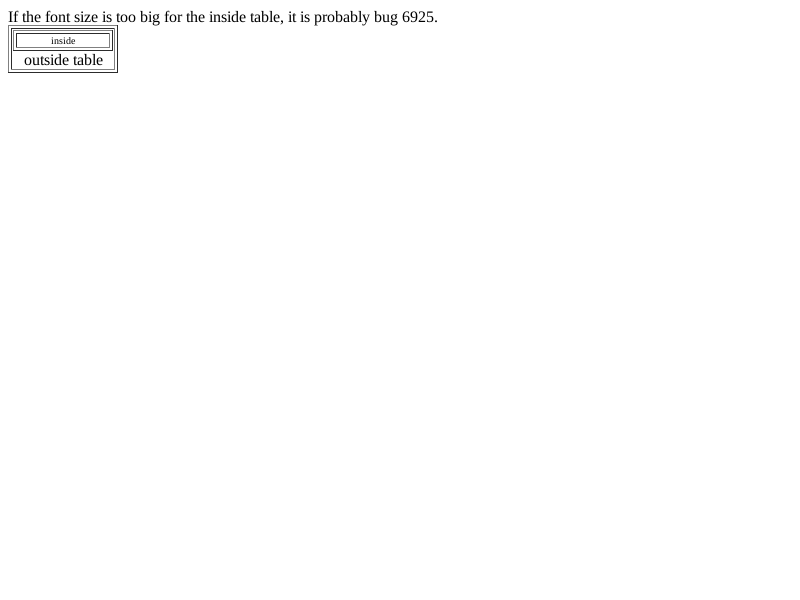 If the font size is too big for the inside table, it is probably bug 6925.
inside
outside table